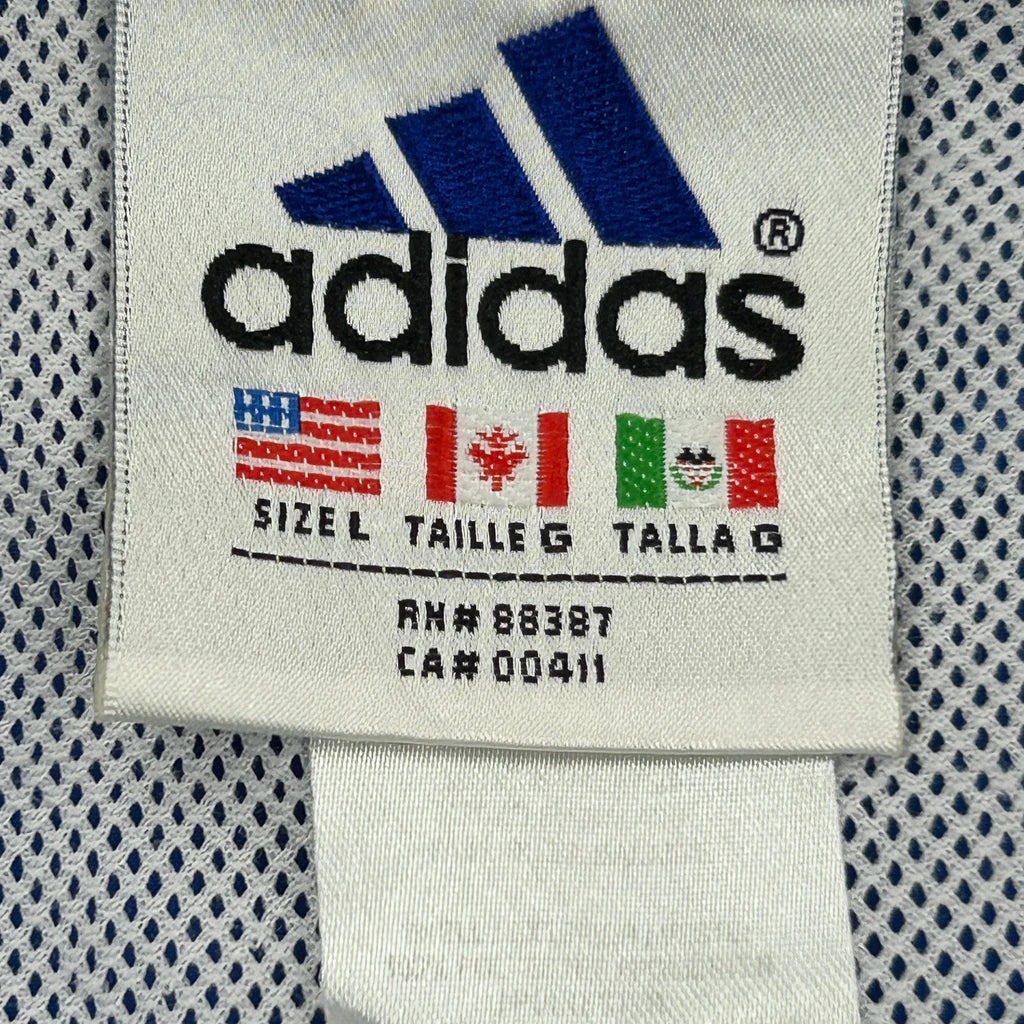 adidas®
SIZE L TAILLE G TALLA G
RN# 88387
CA# 00411